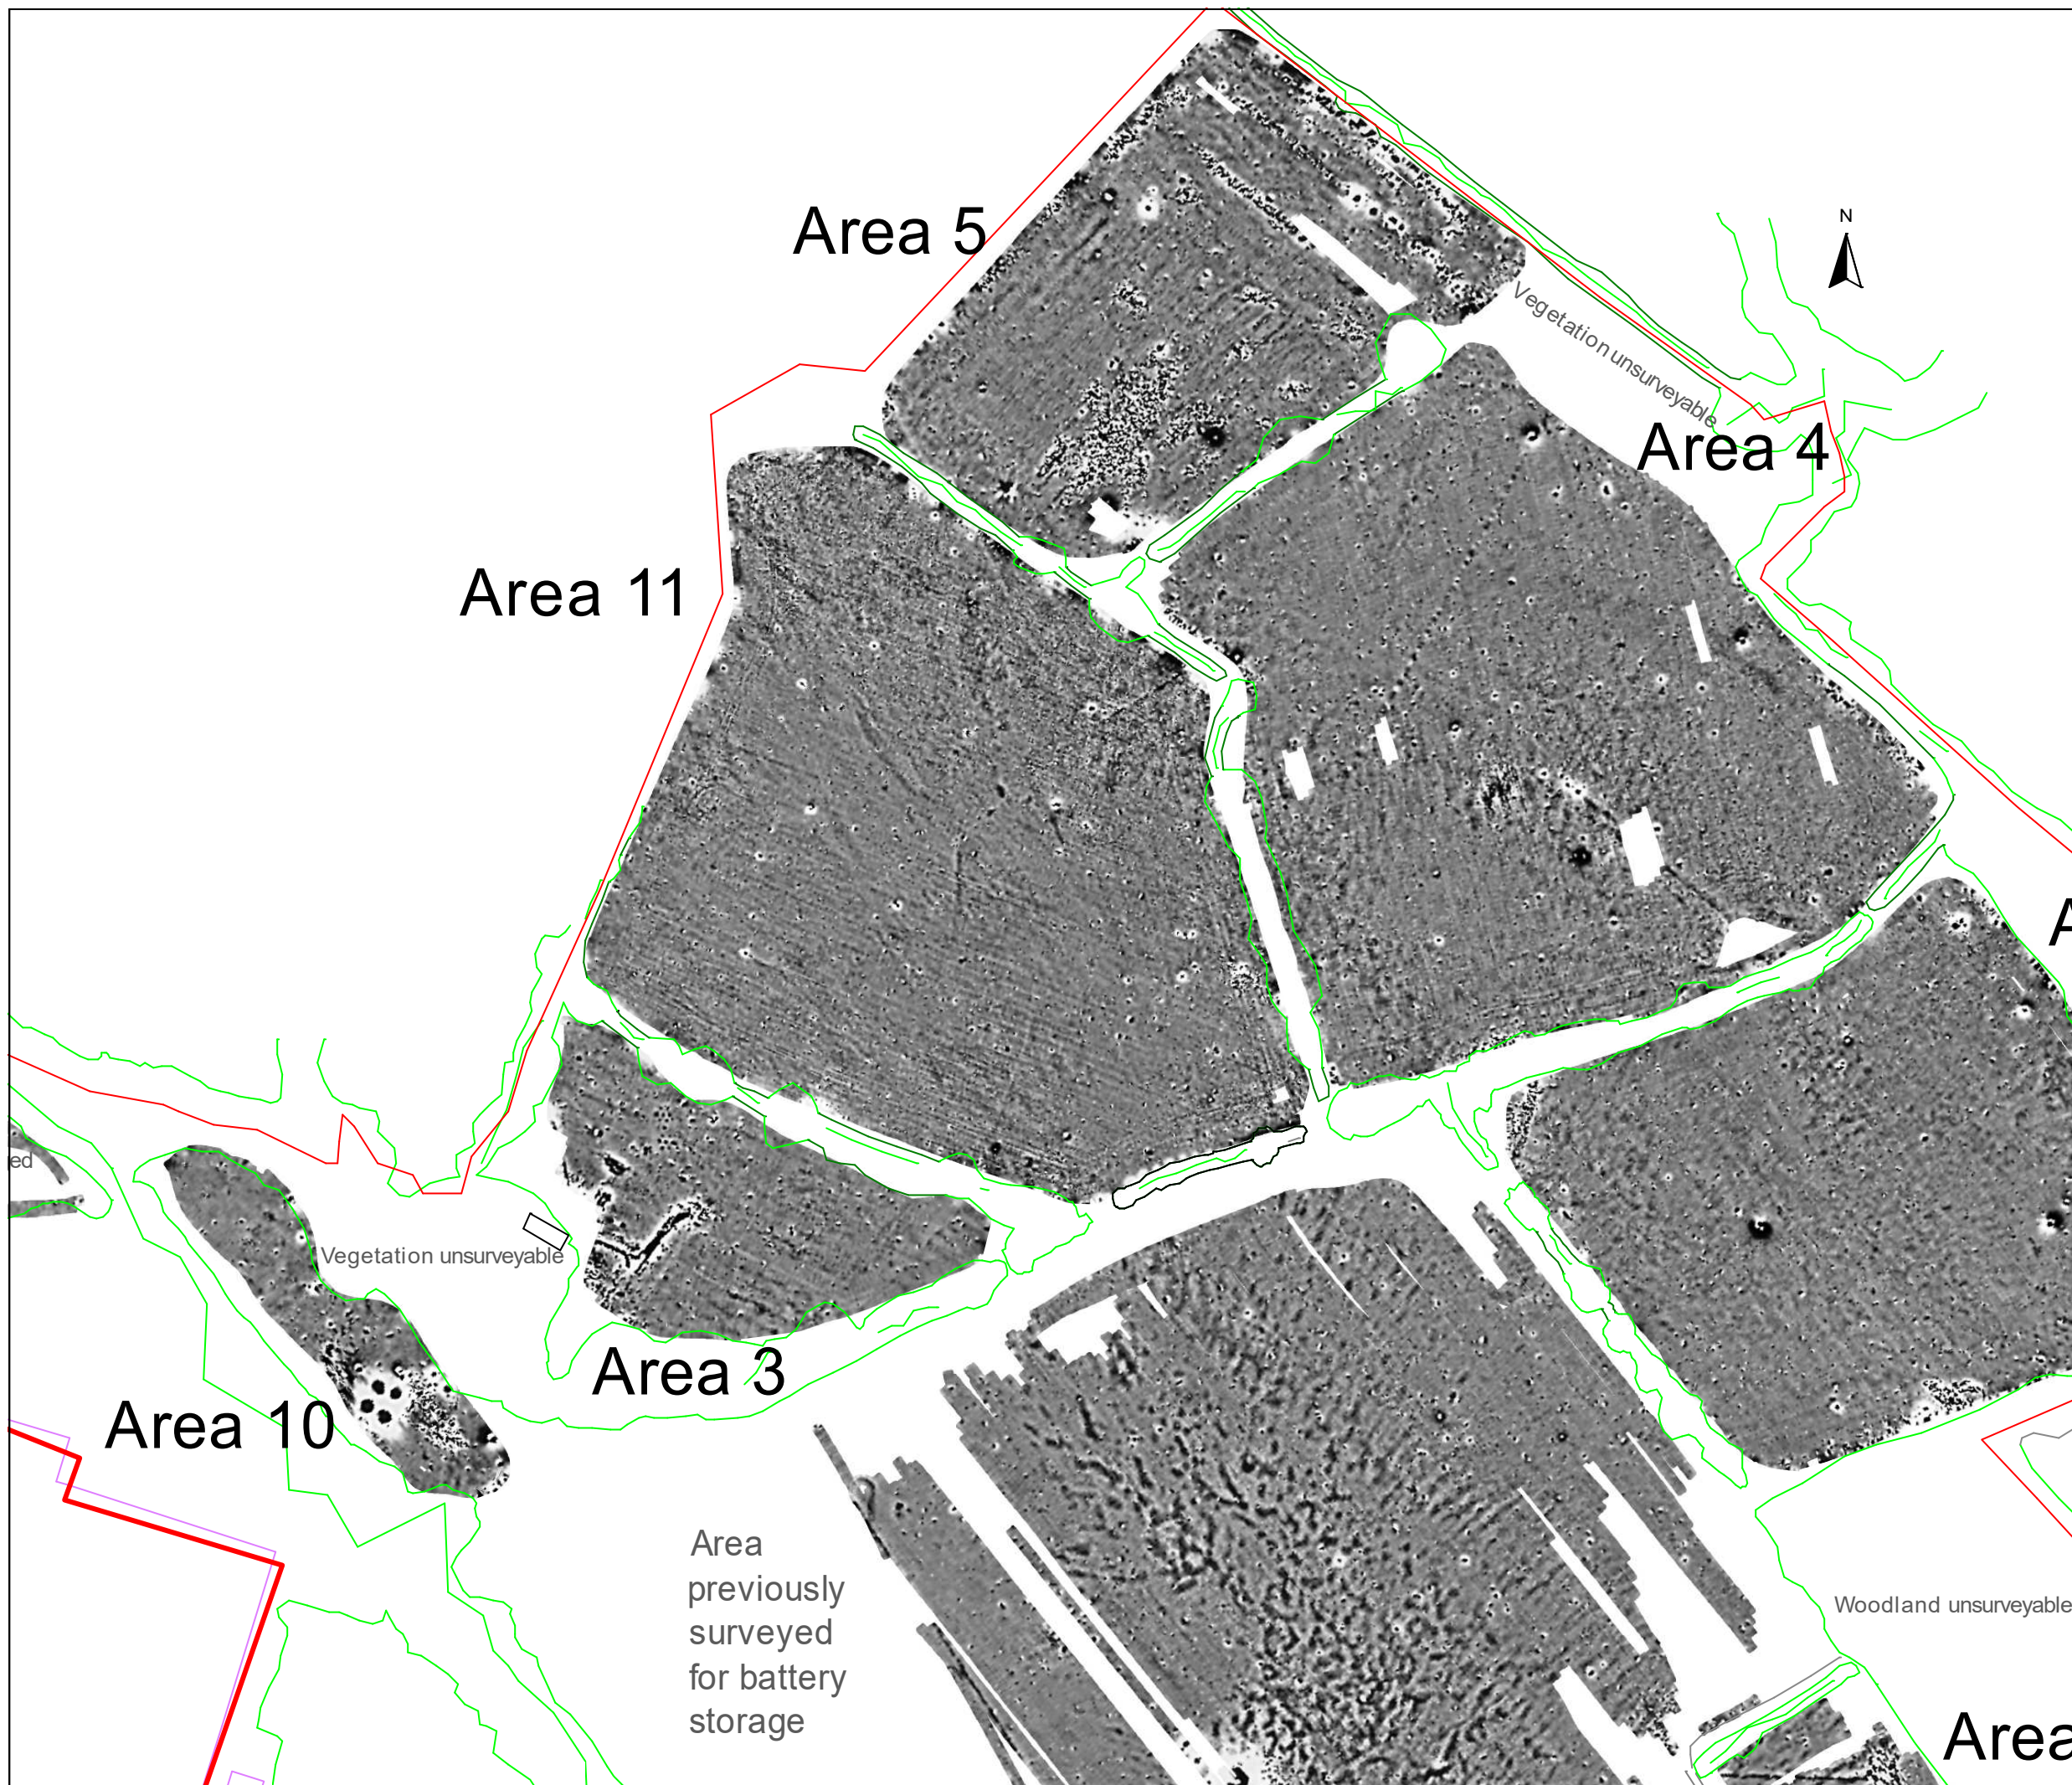 N
Area 5
Vegetation unsurveyable
Area 4
Area 11
A
ed
Vegetation unsurveyable
Area 3
Area 10
Area
previously
surveyed
for battery
storage
Woodland unsurveyable
Area